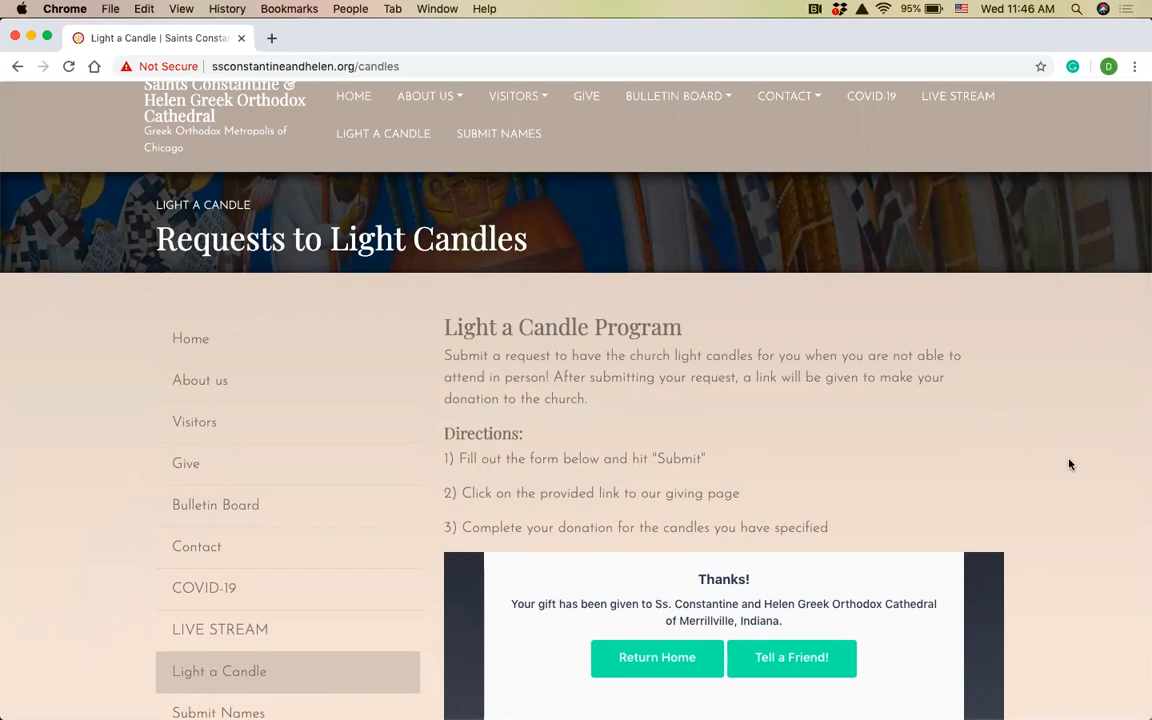 Chrome File Edit View History Bookmarks People Tab Window Help 95% Wed 11:46 AM
Light a Candle | Saints Consta
Not Secure ssconstantineandhelen.org/candles D
Saints Constantine &
Helen Greek Orthodox
Cathedral
Greek Orthodox Metropolis of
Chicago
HOME ABOUT US VISITORS GIVE BULLETIN BOARD CONTACT COVID-19 LIVE STREAM
LIGHT A CANDLE SUBMIT NAMES
LIGHT A CANDLE
Requests to Light Candles
Home
About us
Visitors
Give
Bulletin Board
Contact
COVID-19
LIVE STREAM
Light a Candle
Submit Names
Light a Candle Program
Submit a request to have the church light candles for you when you are not able to
attend in person! After submitting your request, a link will be given to make your
donation to the church.
Directions:
1) Fill out the form below and hit "Submit"
2) Click on the provided link to our giving page
3) Complete your donation for the candles you have specified
Thanks!
Your gift has been given to Ss. Constantine and Helen Greek Orthodox Cathedral
of Merrillville, Indiana.
Return Home Tell a Friend!